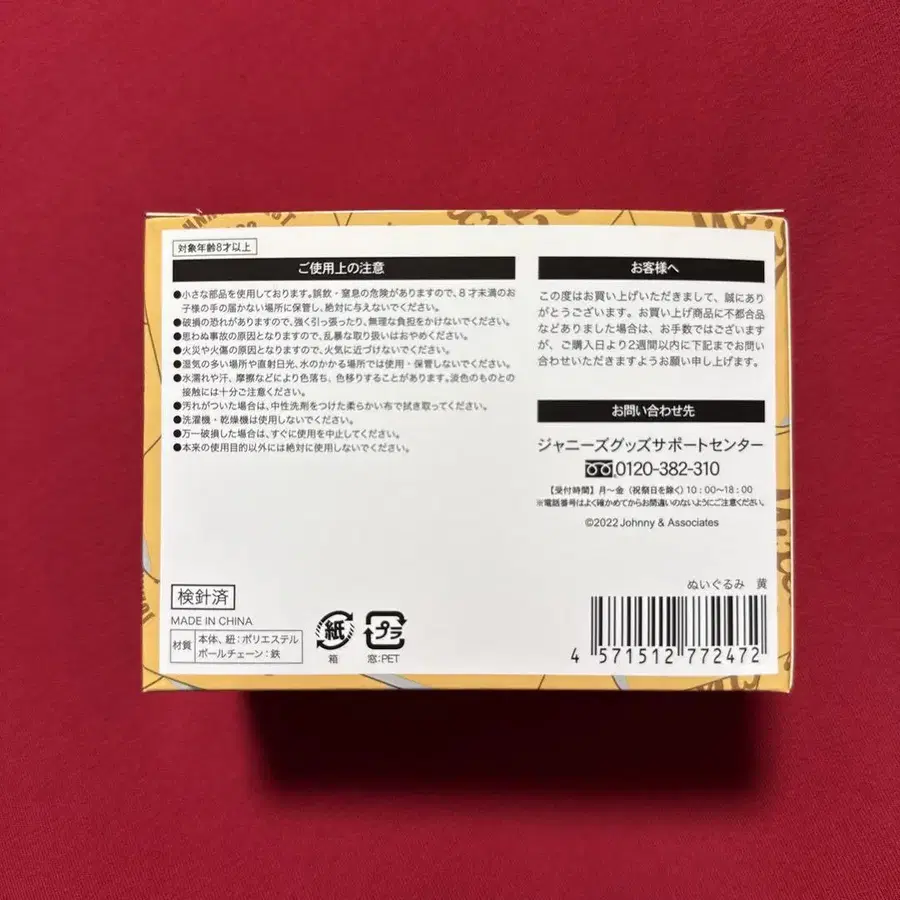 対象年齢8才以上
ご使用上の注意
●小さな部品を使用しております。誤飲・窒息の危険がありますので、8才未満のお
子様の手の届かない場所に保管し、絶対に与えないでください。
●破損の恐れがありますので、強く引っ張ったり、無理な負担をかけないでください。
●思わぬ事故の原因となりますので、乱暴な取り扱いはおやめください。
●火災や火傷の原因となりますので、火気に近づけないでください。
●湿気の多い場所や直射日光、水のかかる場所では使用・保管しないでください。
●水濡れや汗、摩擦などにより色落ち、色移りすることがあります。淡色のものとの
接触には十分ご注意ください。
●汚れがついた場合は、中性洗剤をつけた柔らかい布で拭き取ってください。
●洗濯機・乾燥機は使用しないでください。
●万一破損した場合は、すぐに使用を中止してください。
●本来の使用目的以外には絶対に使用しないでください。
お客様へ
この度はお買い上げいただきまして、誠にあり
がとうございます。お買い上げ商品に不都合品
などありました場合は、お手数ではございます
が、ご購入日より2週間以内に下記までお問い
合わせいただきますようお願い申し上げます。
お問い合わせ先
ジャニーズグッズサポートセンター
0120-382-310
【受付時間】月〜金(祝祭日を除く)10:00〜18:00
※電話番号はよく確かめてからお間違いのないようにご注意ください。
©2022 Johnny & Associates
検針済
MADE IN CHINA
材質
本体、紐:ポリエステル
ボールチェーン:鉄
紙
箱
プラ
窓:PET
ぬいぐるみ 黄
4 571512 772472